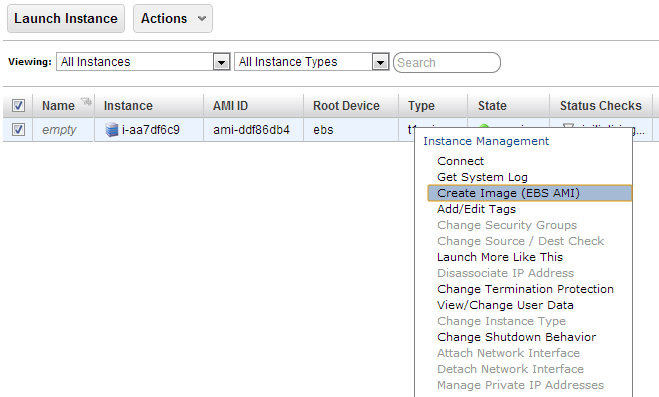 Launch Instance Actions
Viewing: All Instances All Instance Types Search
Name Instance AMI ID Root Device Type State Status Checks
empty i-aa7df6c9 ami-ddf86db4 ebs
Instance Management
Connect
Get System Log
Create Image (EBS AMI)
Add/Edit Tags
Change Security Groups
Change Source / Dest Check
Launch More Like This
Disassociate IP Address
Change Termination Protection
View/Change User Data
Change Instance Type
Change Shutdown Behavior
Attach Network Interface
Detach Network Interface
Manage Private IP Addresses